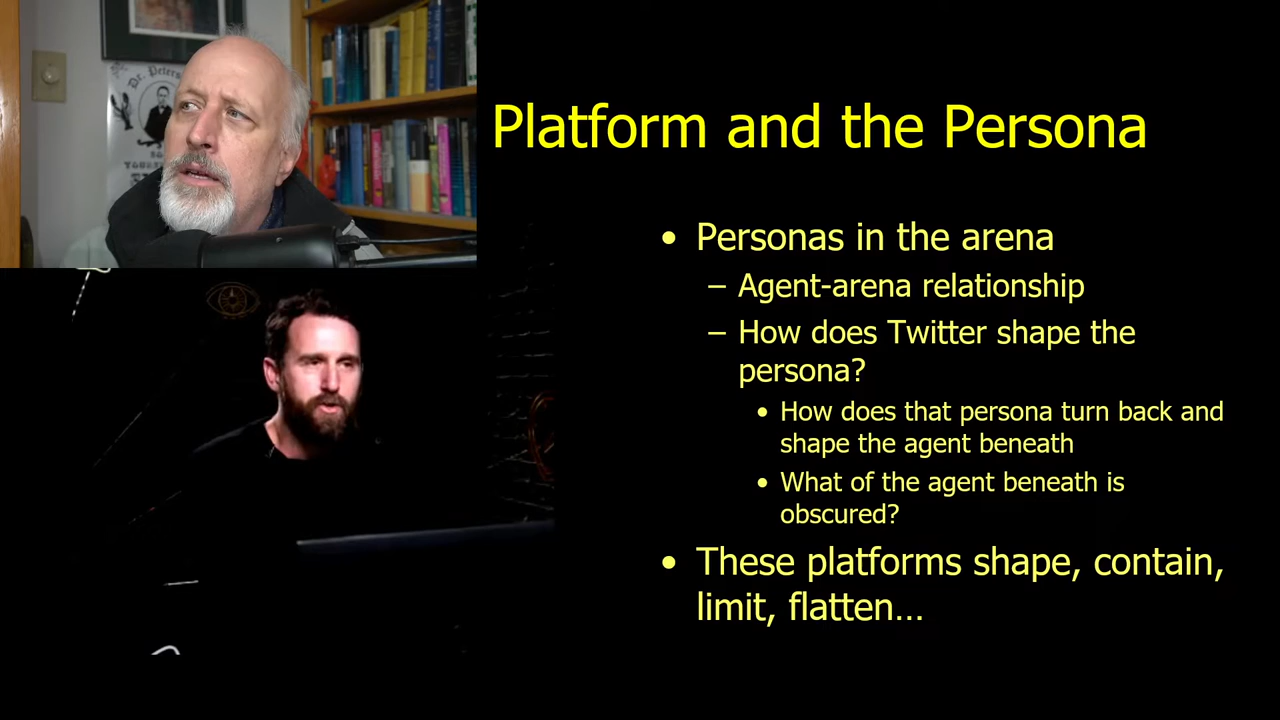 Dr. Peters
Platform and the Persona
• Personas in the arena
– Agent-arena relationship
– How does Twitter shape the
persona?
• How does that persona turn back and
shape the agent beneath
• What of the agent beneath is
obscured?
• These platforms shape, contain,
limit, flatten...